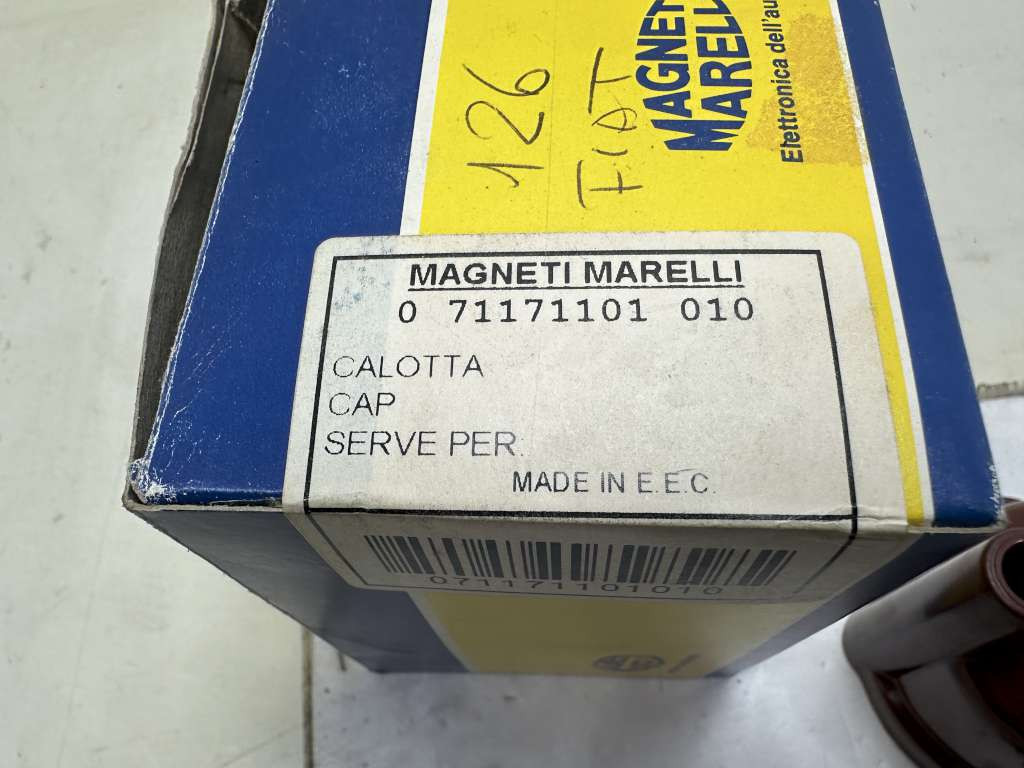 126
FIAT
MAGNETI
MARELLI
Elettronica dell'au
MAGNETI MARELLI
0 71171101 010
CALOTTA
CAP
SERVE PER:
MADE IN E.E.C.
071171101010